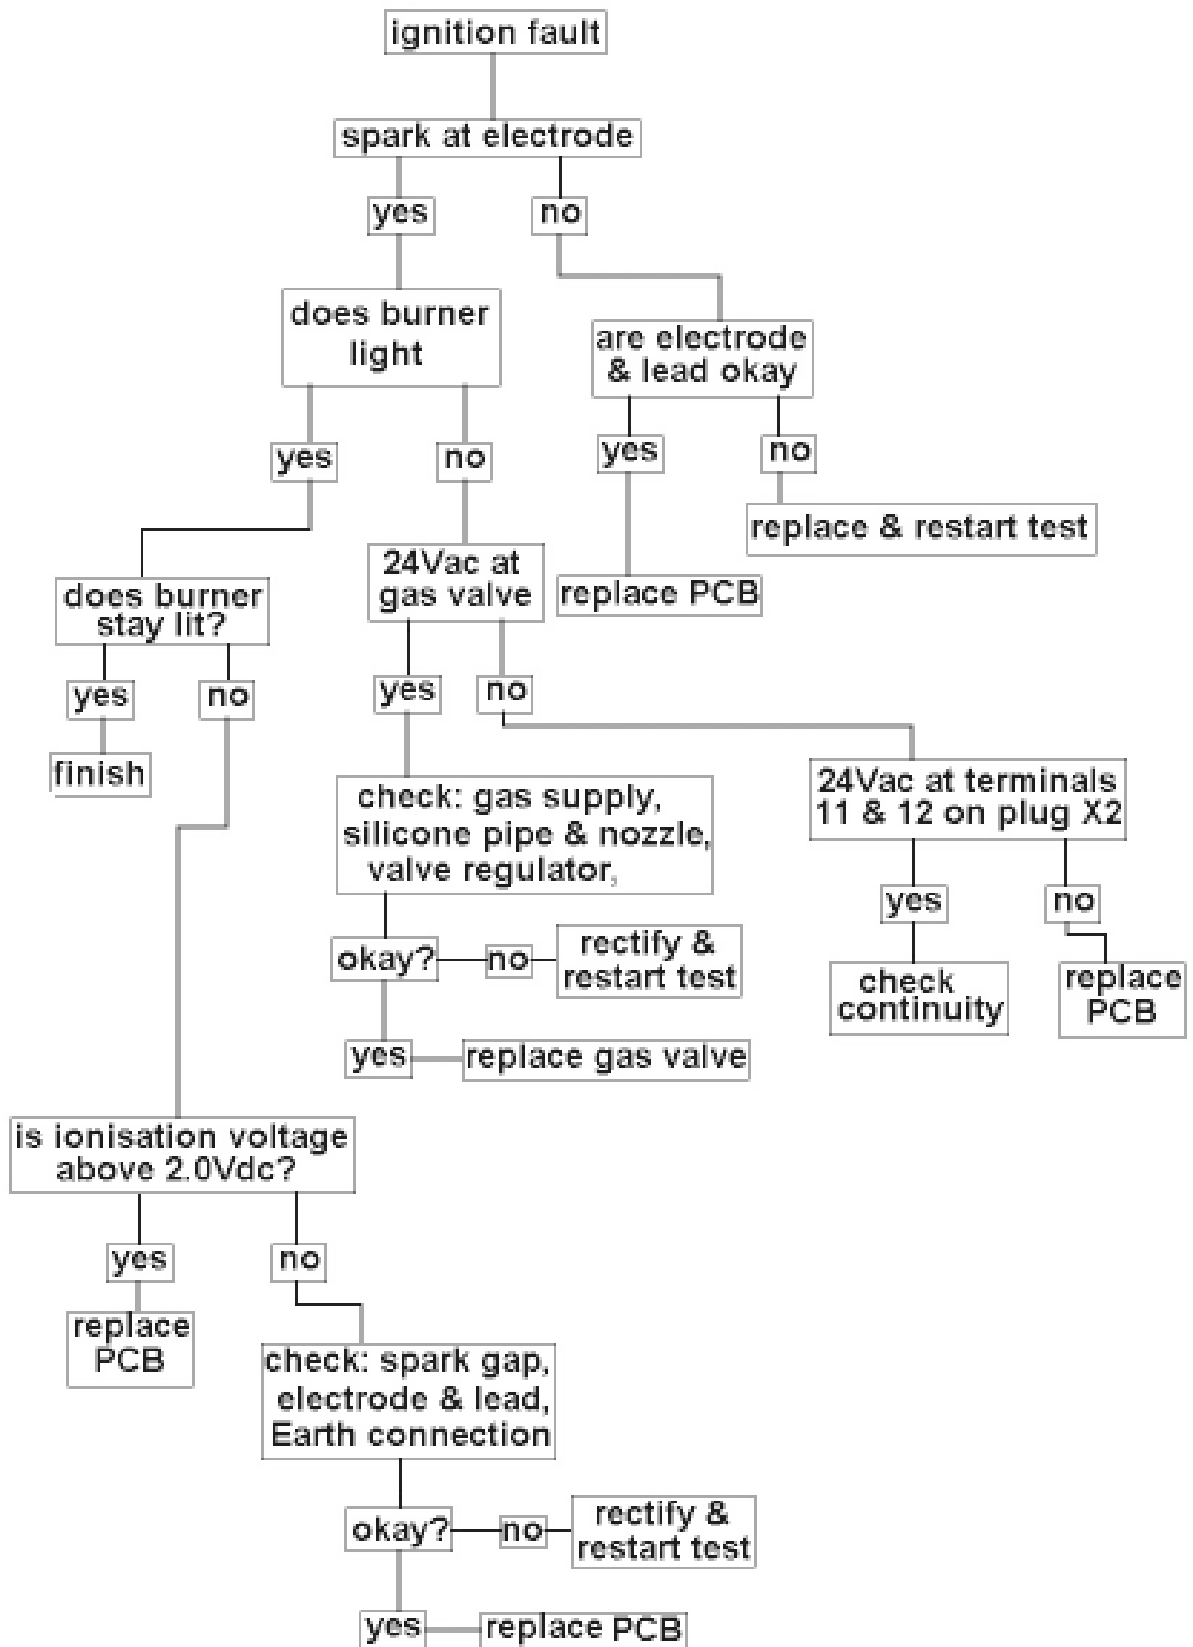 ignition fault
spark at electrode
yes
no
does burner
light
are electrode
& lead okay
yes
no
yes
no
replace & restart test
24Vac at
gas valve
replace PCB
does burner
stay lit?
yes
no
yes
no
finish
check: gas supply,
silicone pipe & nozzle,
valve regulator,
24Vac at terminals
11 & 12 on plug X2
yes
no
okay?
no
rectify &
restart test
check
continuity
replace
PCB
yes
replace gas valve
is ionisation voltage
above 2.0Vdc?
yes
no
replace
PCB
check: spark gap,
electrode & lead,
Earth connection
okay?
no
rectify &
restart test
yes
replace PCB